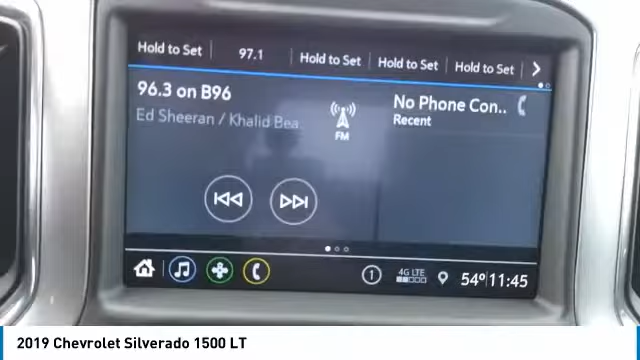 Hold to Set 97.1 Hold to Set Hold to Set Hold to Set
96.3 on B96
Ed Sheeran / Khalid Bea
FM
No Phone Con..
Recent
1 4G LTE 54° 11:45
2019 Chevrolet Silverado 1500 LT